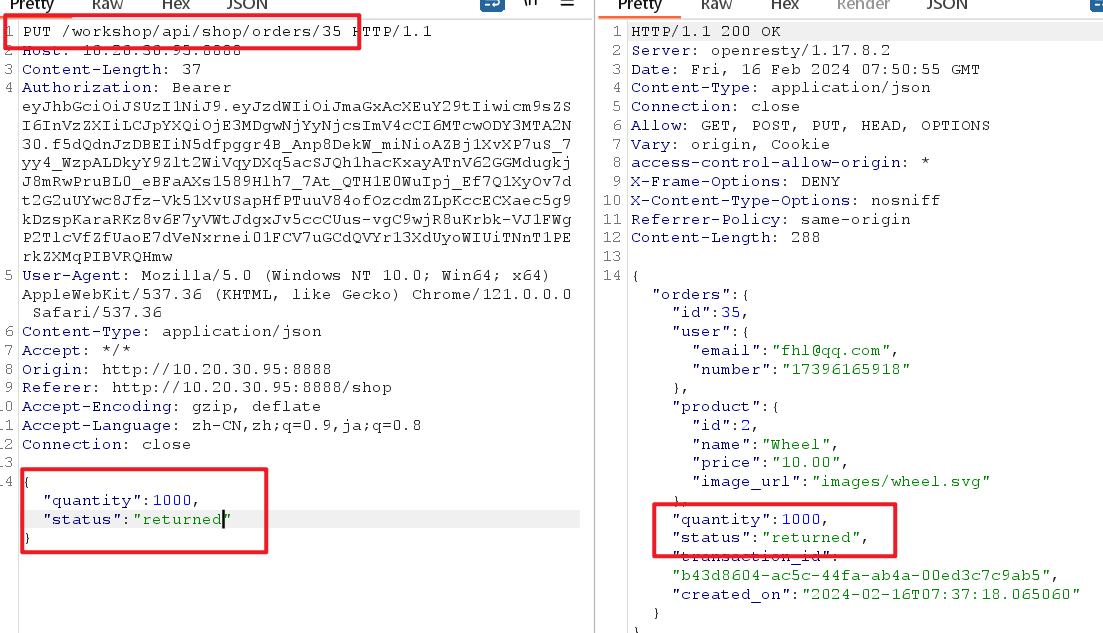 Pretty Raw Hex JSON \n
1 PUT /workshop/api/shop/orders/35 HTTP/1.1
2 Host: 10.20.30.95:8888
3 Content-Length: 37
4 Authorization: Bearer
eyJhbGciOiJSUzI1NiJ9.eyJzdWIiOiJmaGxAcXEuY29tIiwicm9sZS
I6InVzZXIiLCJpYXQiOjE3MDgwNjYyNjcsImV4cCI6MTcwODY3MTA2N
30.f5dQdnJzDBEIiN5dfpggr4B_Anp8DekW_miNioAZBj1XvXP7uS_7
yy4_WzpALDkyY9Zlt2WiVqyDXq5acSJQh1hacKxayATnV62GGMdugkj
J8mRwPruBL0_eBFaAXs1589Hlh7_7At_QTH1E0WuIpj_Ef7Q1XyOv7d
t2G2uUYwc8Jfz-Vk51XvUSapHfPTuuV84ofOzcdmZLpKccECXaec5g9
kDzspKaraRKz8v6F7yVWtJdgxJv5ccCUus-vgC9wjR8uKrbk-VJ1FWg
P2TlcVfZfUaoE7dVeNxrnei01FCV7uGCdQVYr13XdUyoWIUiTNnT1PE
rkZXMqPIBVRQHmw
5 User-Agent: Mozilla/5.0 (Windows NT 10.0; Win64; x64)
AppleWebKit/537.36 (KHTML, like Gecko) Chrome/121.0.0.0
Safari/537.36
6 Content-Type: application/json
7 Accept: */*
8 Origin: http://10.20.30.95:8888
9 Referer: http://10.20.30.95:8888/shop
10 Accept-Encoding: gzip, deflate
11 Accept-Language: zh-CN,zh;q=0.9,ja;q=0.8
12 Connection: close
13
14 {
"quantity":1000,
"status":"returned"
}
Pretty Raw Hex Render JSON
1 HTTP/1.1 200 OK
2 Server: openresty/1.17.8.2
3 Date: Fri, 16 Feb 2024 07:50:55 GMT
4 Content-Type: application/json
5 Connection: close
6 Allow: GET, POST, PUT, HEAD, OPTIONS
7 Vary: origin, Cookie
8 access-control-allow-origin: *
9 X-Frame-Options: DENY
10 X-Content-Type-Options: nosniff
11 Referrer-Policy: same-origin
12 Content-Length: 288
13
14 {
"orders":{
"id":35,
"user":{
"email":"fhl@qq.com",
"number":"17396165918"
},
"product":{
"id":2,
"name":"Wheel",
"price":"10.00",
"image_url":"images/wheel.svg"
},
"quantity":1000,
"status":"returned",
"transaction_id":
"b43d8604-ac5c-44fa-ab4a-00ed3c7c9ab5",
"created_on":"2024-02-16T07:37:18.065060"
}
}